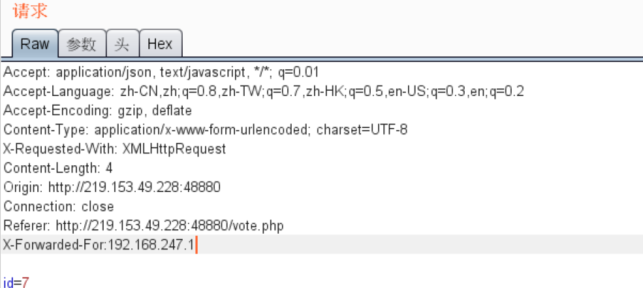 请求
Raw 参数 头 Hex
Accept: application/json, text/javascript, */*; q=0.01
Accept-Language: zh-CN,zh;q=0.8,zh-TW;q=0.7,zh-HK;q=0.5,en-US;q=0.3,en;q=0.2
Accept-Encoding: gzip, deflate
Content-Type: application/x-www-form-urlencoded; charset=UTF-8
X-Requested-With: XMLHttpRequest
Content-Length: 4
Origin: http://219.153.49.228:48880
Connection: close
Referer: http://219.153.49.228:48880/vote.php
X-Forwarded-For:192.168.247.1
id=7